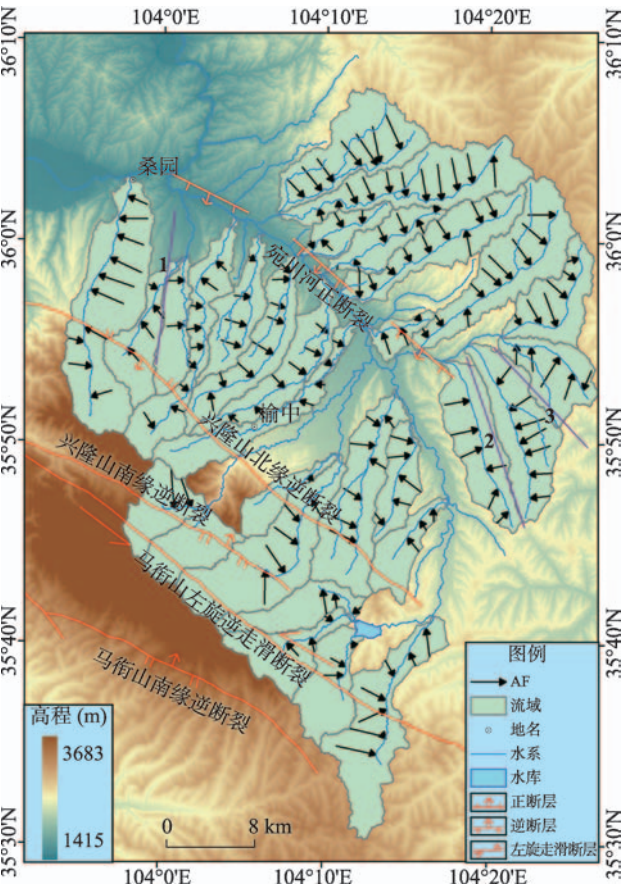 104°0'E
104°10'E
104°20'E
36°10'N
36°10'N
桑园
36°0'N
36°0'N
1
宛川河正断裂
3
2
榆中
35°50'N
35°50'N
兴隆山北缘逆断裂
兴隆山南缘逆断裂
马衔山左旋逆走滑断裂
35°40'N
35°40'N
马衔山南缘逆断裂
图例
AF
流域
地名
水系
水库
正断层
逆断层
左旋走滑断层
高程 (m)
3683
1415
0
8 km
35°30'N
35°30'N
104°0'E
104°10'E
104°20'E